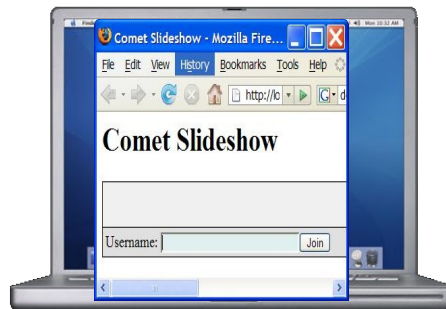 Comet Slideshow - Mozilla Fire...
File Edit View History Bookmarks Tools Help
http://lo G d
Comet Slideshow
Username: Join